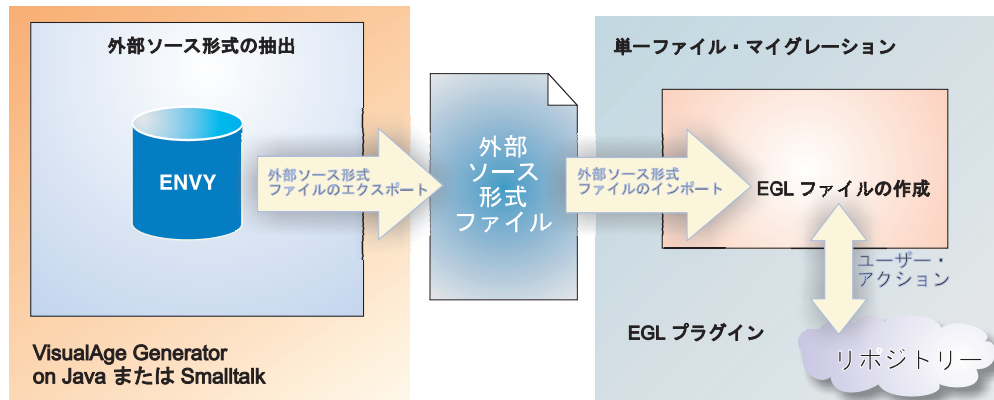 外部ソース形式の抽出
ENVY
外部ソース形式
ファイルのエクスポート
VisualAge Generator
on Java または Smalltalk
外部
ソース
形式
ファイル
外部ソース形式
ファイルのインポート
単一ファイル・マイグレーション
EGL ファイルの作成
ユーザー・
アクション
EGL プラグイン
リポジトリー